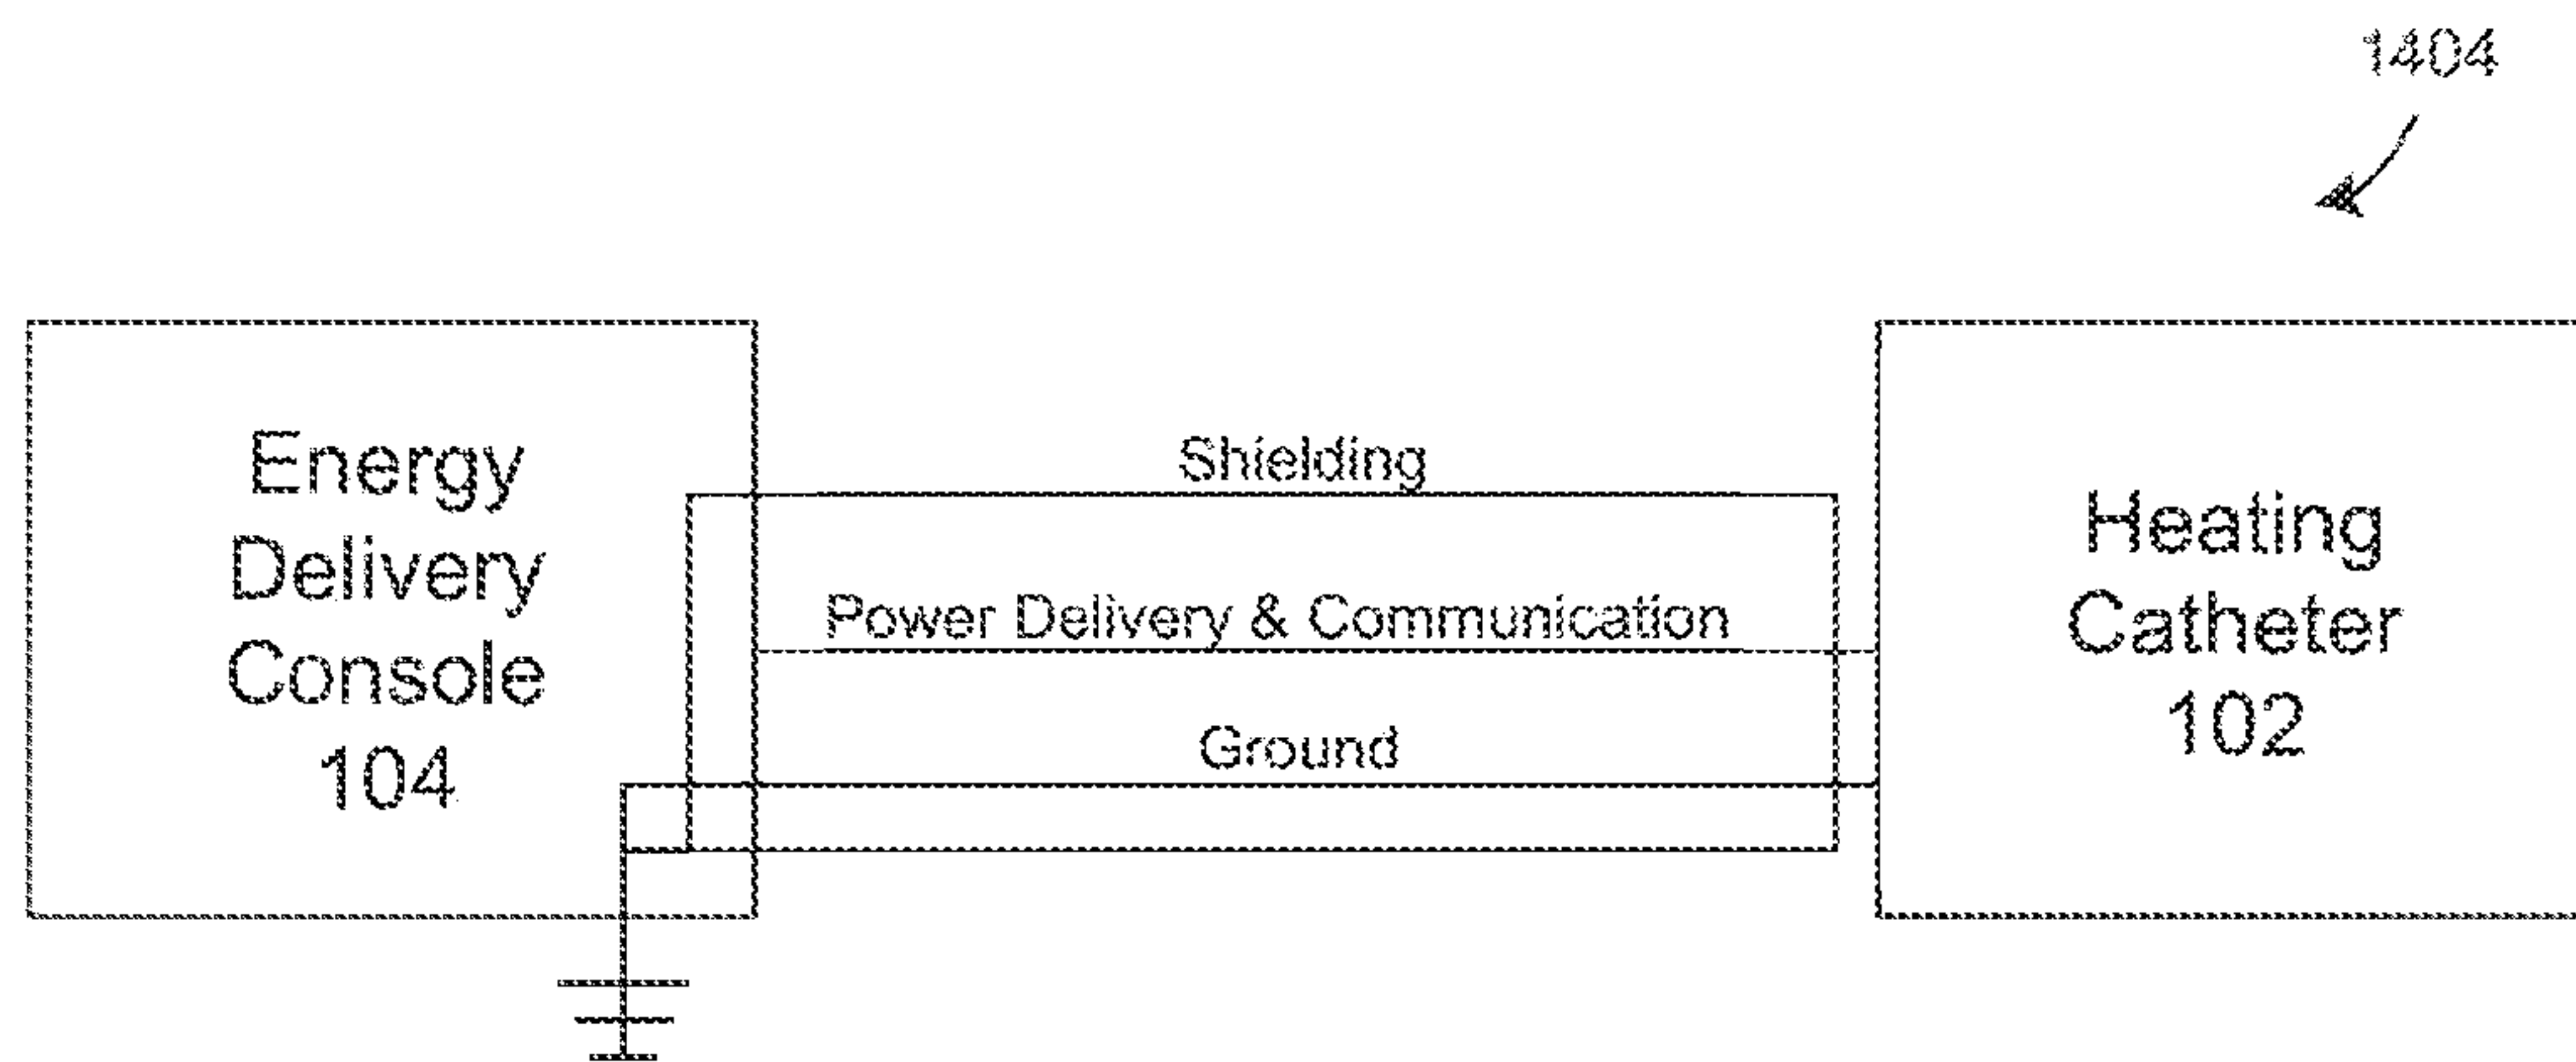 1404
Energy
Delivery
Console
104
Shielding
Power Delivery & Communication
Ground
Heating
Catheter
102